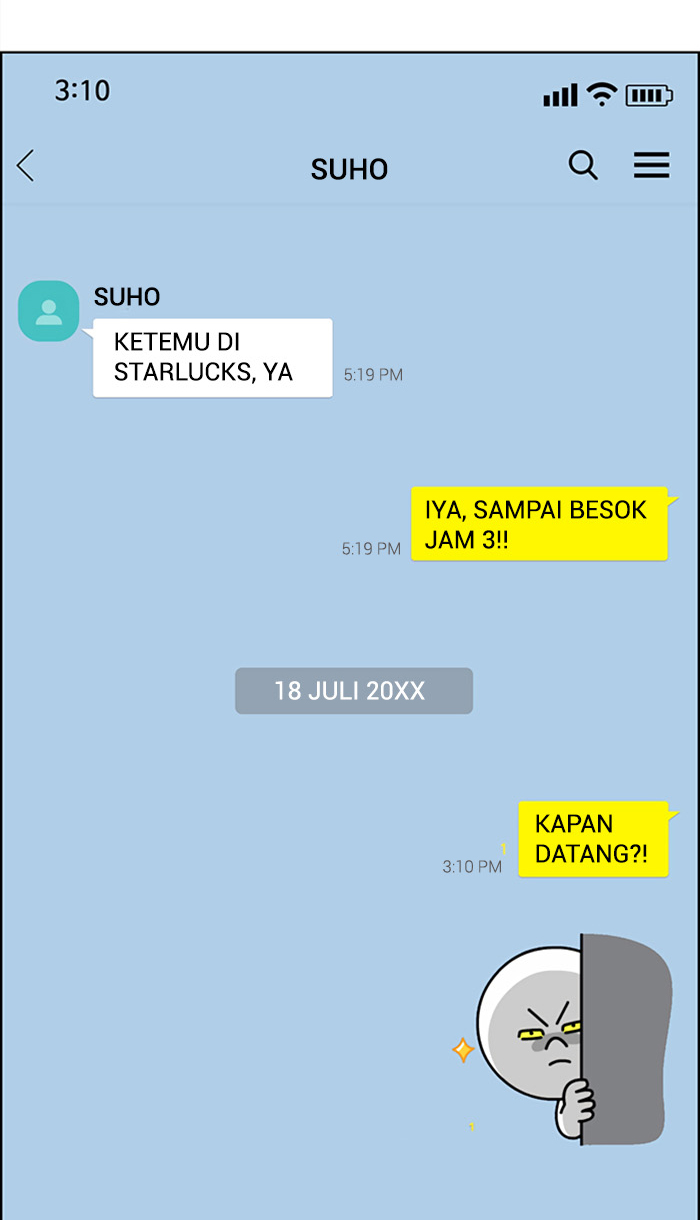 3:10
SUHO
SUHO
KETEMU DI
STARLUCKS, YA
5:19 PM
IYA, SAMPAI BESOK
JAM 3!!
5:19 PM
18 JULI 20XX
KAPAN
DATANG?!
1
3:10 PM
1